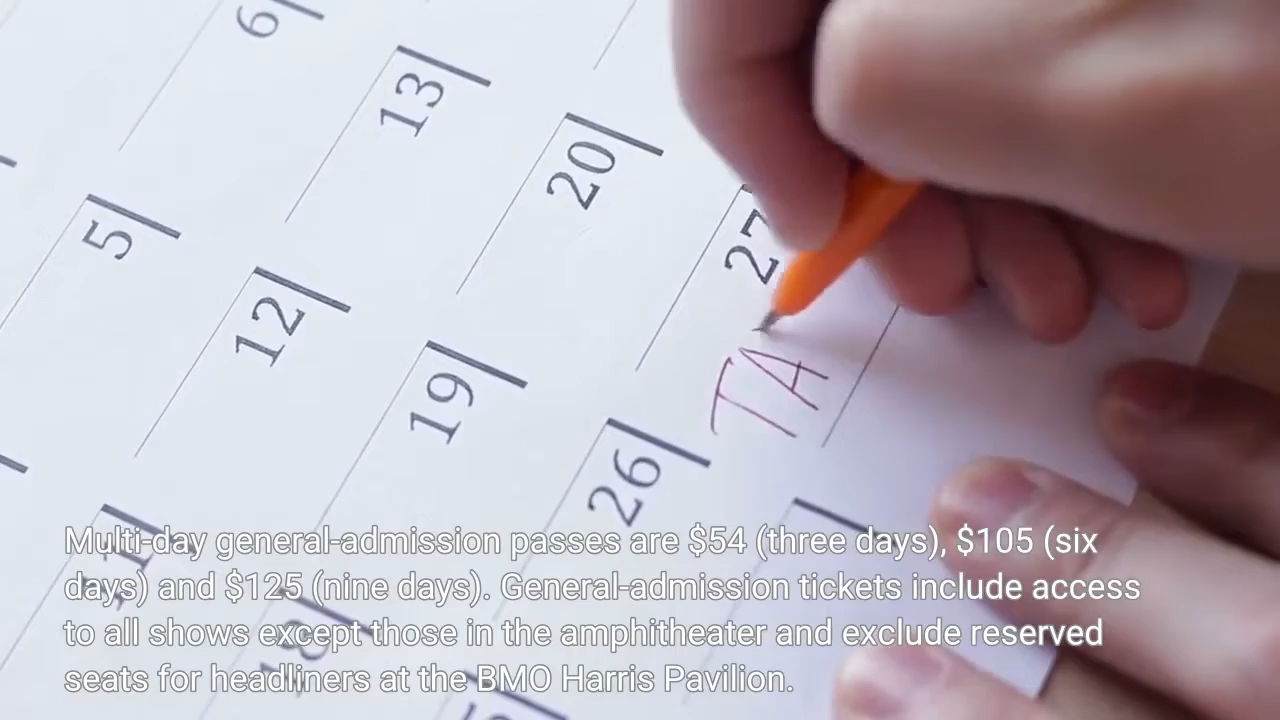 6
13
20
27
5
12
19
26
TA
11
18
Multi-day general-admission passes are $54 (three days), $105 (six
days) and $125 (nine days). General-admission tickets include access
to all shows except those in the amphitheater and exclude reserved
seats for headliners at the BMO Harris Pavilion.